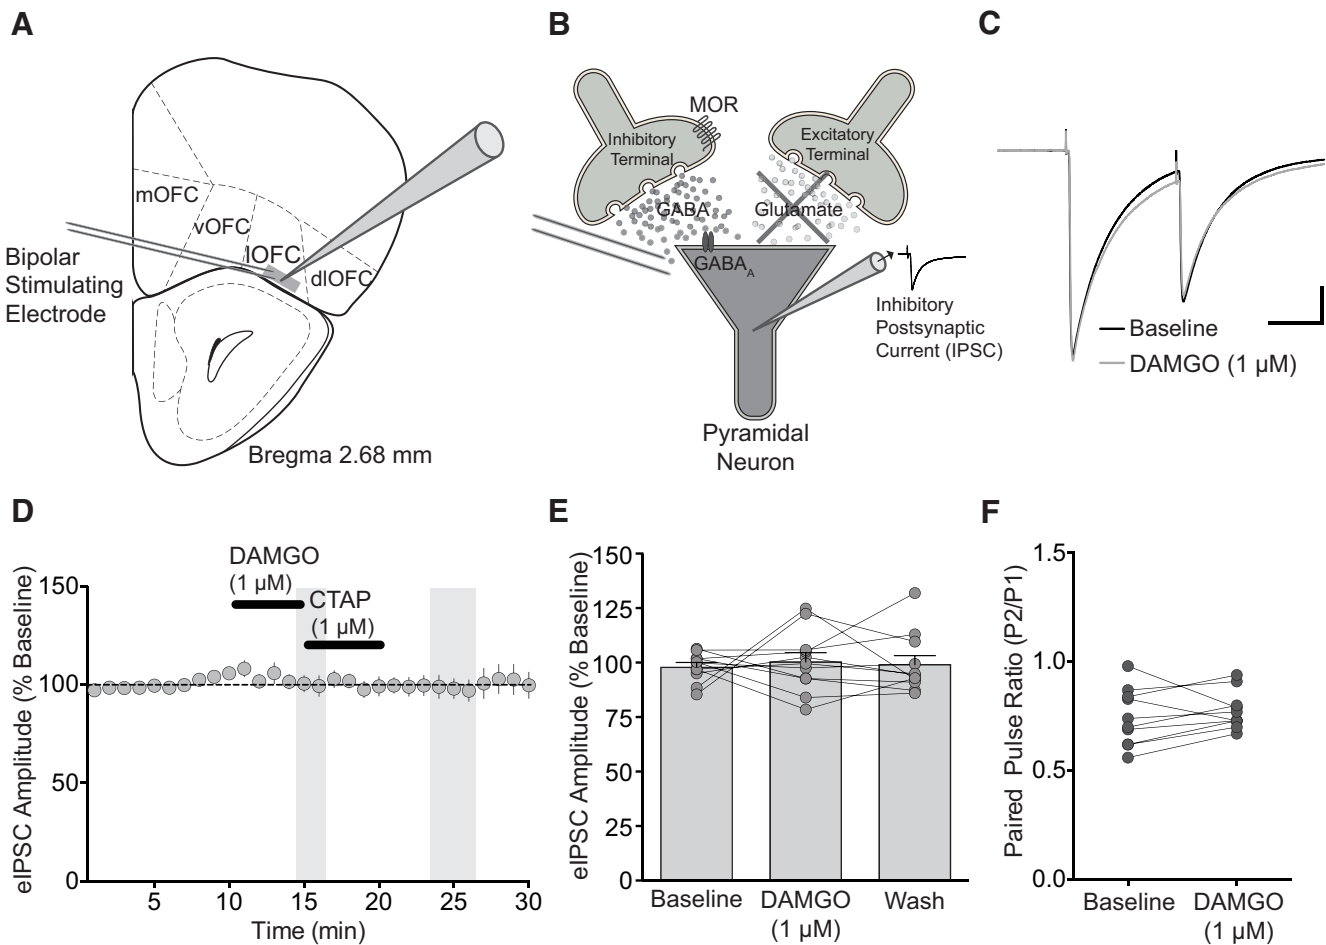 A
mOFC
vOFC
lOFC
dlOFC
Bipolar
Stimulating
Electrode
Bregma 2.68 mm
B
MOR
Inhibitory
Terminal
Excitatory
Terminal
GABA
Glutamate
GABAA
Inhibitory
Postsynaptic
Current (IPSC)
Pyramidal
Neuron
C
Baseline
DAMGO (1 µM)
D
eIPSC Amplitude (% Baseline)
150
100
50
0
DAMGO
(1 µM)
CTAP
(1 µM)
5 10 15 20 25 30
Time (min)
E
eIPSC Amplitude (% Baseline)
150
125
100
75
50
25
0
Baseline DAMGO Wash
(1 µM)
F
Paired Pulse Ratio (P2/P1)
1.5
1.0
0.5
0.0
Baseline DAMGO
(1 µM)